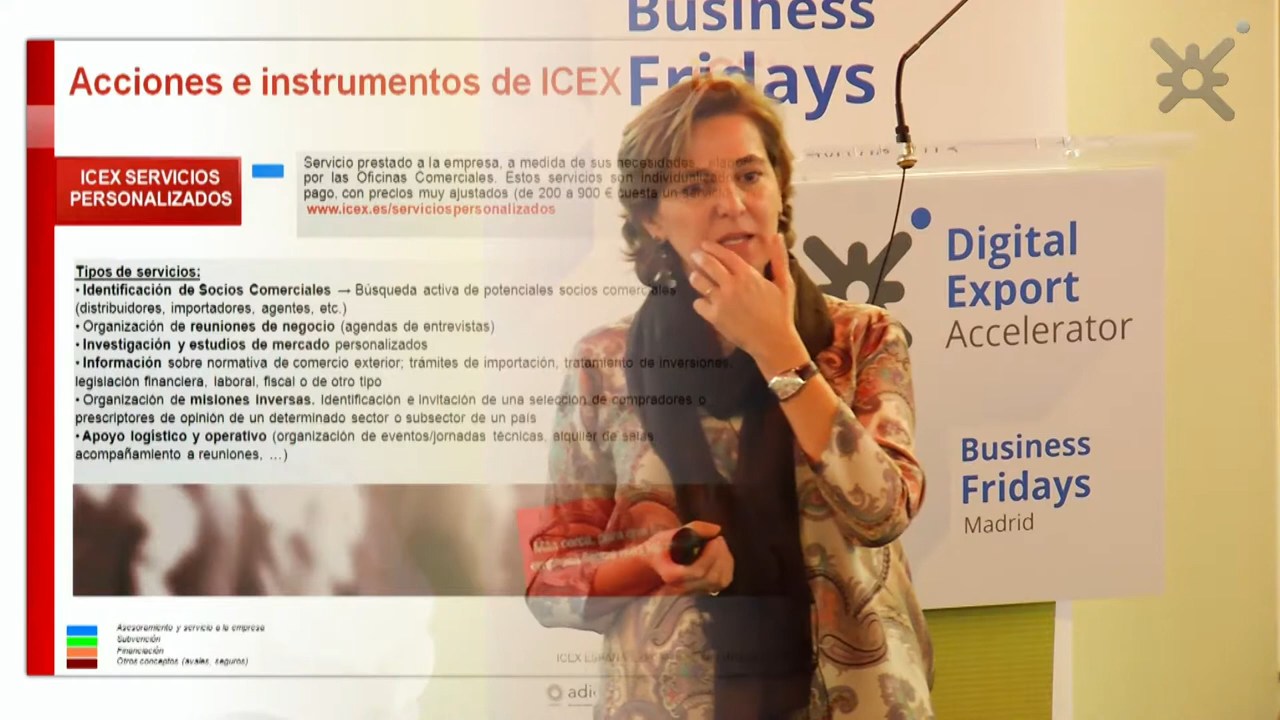 Business
Fridays
Acciones e instrumentos de ICEX
ICEX SERVICIOS
PERSONALIZADOS
Servicio prestado a la empresa, a medida de sus necesidades,
por las Oficinas Comerciales. Estos servicios son
pago, con precios muy ajustados (de 200 a 900 € cuesta un
www.icex.es/serviciospersonalizados
Tipos de servicios:
• Identificación de Socios Comerciales → Búsqueda activa de potenciales socios comerciales
(distribuidores, importadores, agentes, etc.)
• Organización de reuniones de negocio (agendas de entrevistas)
• Investigación y estudios de mercado personalizados
• Información sobre normativa de comercio exterior; trámites de importación, tratamiento de inversiones,
legislación financiera, laboral, fiscal o de otro tipo
• Organización de misiones inversas. Identificación e invitación de una selección de compradores o
prescriptores de opinión de un determinado sector o subsector de un país
• Apoyo logístico y operativo (organización de eventos/jornadas técnicas, alquiler de salas
acompañamiento a reuniones, ...)
Asesoramiento y servicio a la empresa
Subvención
Financiación
Otros conceptos (avales, seguros)
Digital
Export
Accelerator
Business
Fridays
Madrid
ICEX
adi